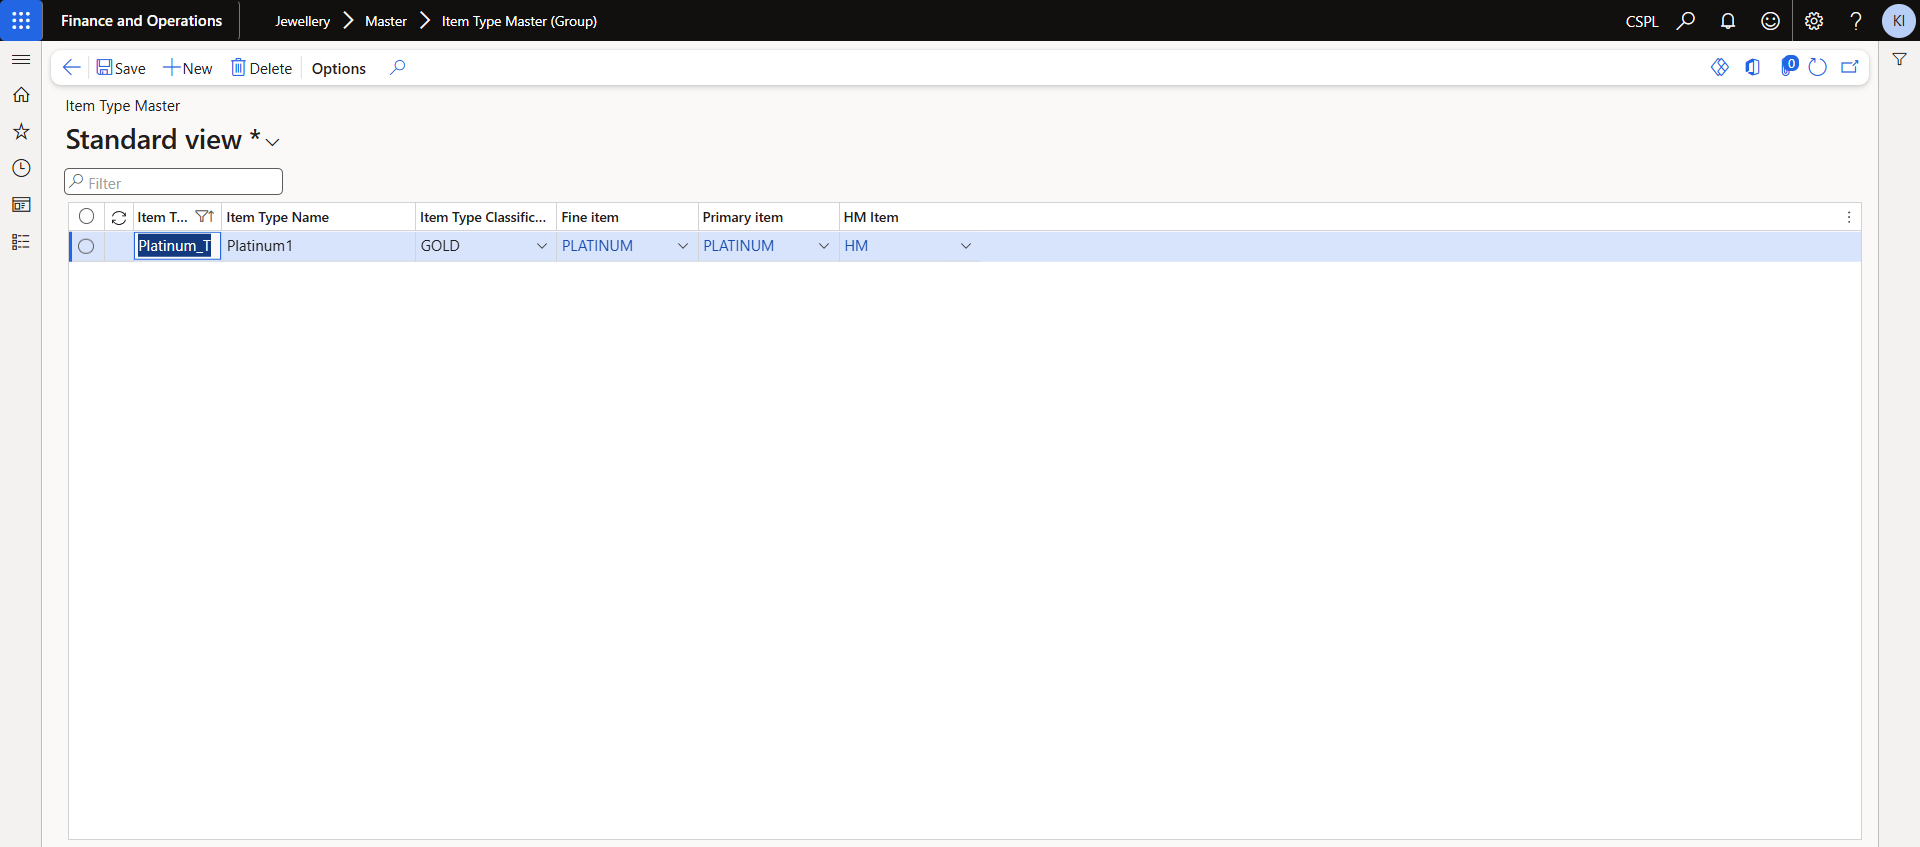 Finance and Operations
Jewellery Master Item Type Master (Group)
CSPL
KI
Save New Delete Options
0
Item Type Master
Standard view *
Filter
Item T... Item Type Name Item Type Classific... Fine item Primary item HM Item
Platinum_T Platinum1 GOLD PLATINUM PLATINUM HM